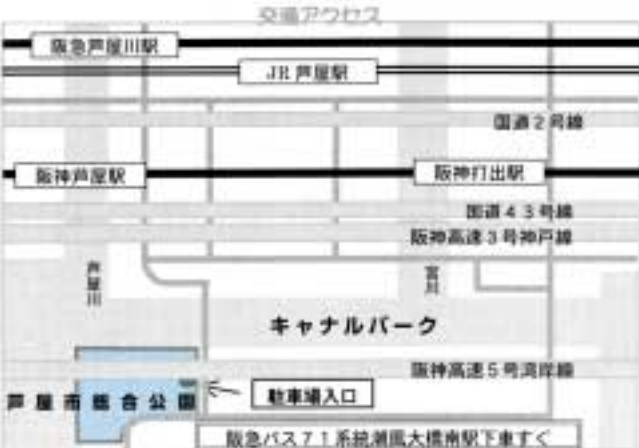 交通アクセス
阪急芦屋川駅
JR 芦屋駅
国道2号線
阪神芦屋駅
阪神打出駅
国道43号線
阪神高速3号神戸線
芦屋川
宮川
キャナルパーク
阪神高速5号湾岸線
芦屋市総合公園
駐車場入口
阪急バス71系統潮風大橋南駅下車すぐ